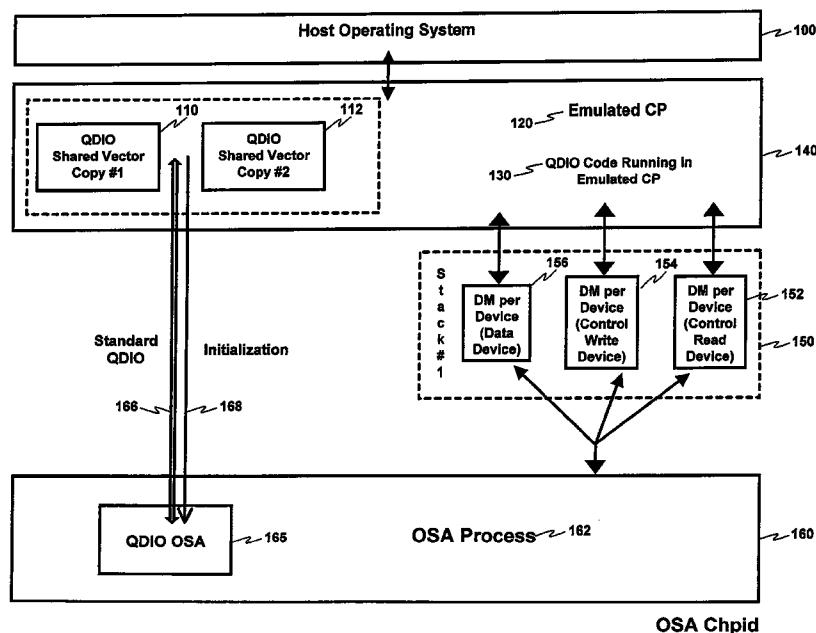 Host Operating System
100
110
112
QDIO
Shared Vector
Copy #1
QDIO
Shared Vector
Copy #2
120
Emulated CP
130
QDIO Code Running in
Emulated CP
140
Stack#1
156
DM per
Device
(Data
Device)
154
DM per
Device
(Control
Write
Device)
152
DM per
Device
(Control
Read
Device)
150
Standard
QDIO
Initialization
166
168
QDIO OSA
165
OSA Process
162
160
OSA Chpid